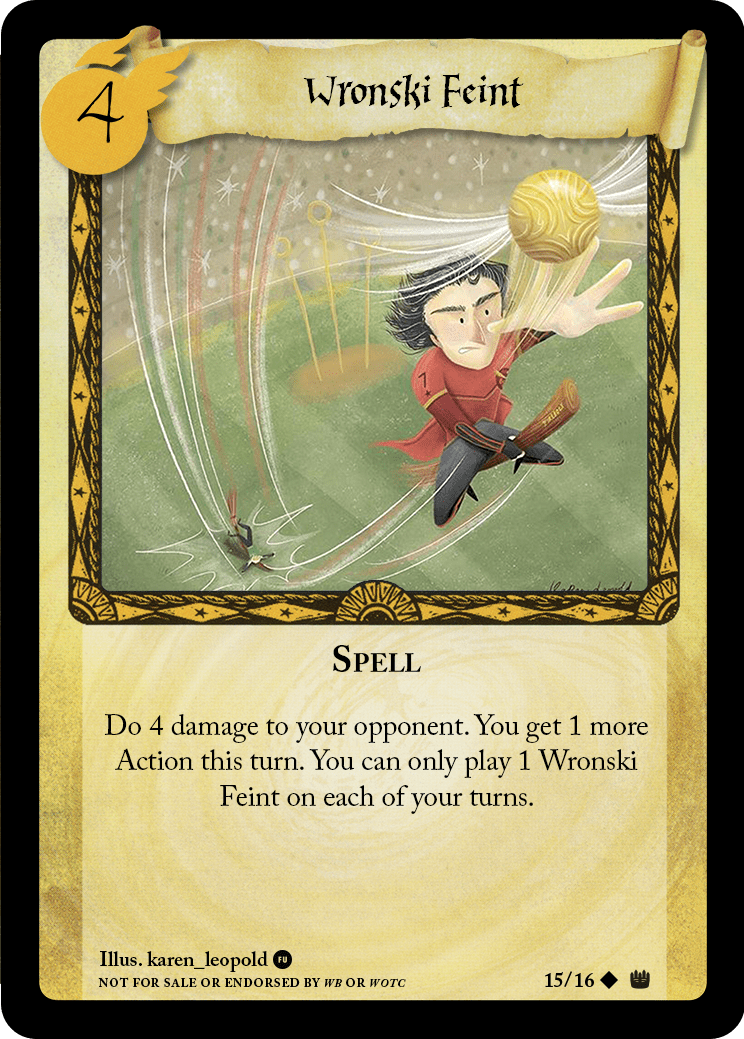 4
Wronski Feint
7
SPELL
Do 4 damage to your opponent. You get 1 more
Action this turn. You can only play 1 Wronski
Feint on each of your turns.
Illus. karen_leopold FU
NOT FOR SALE OR ENDORSED BY WB OR WOTC
15/16